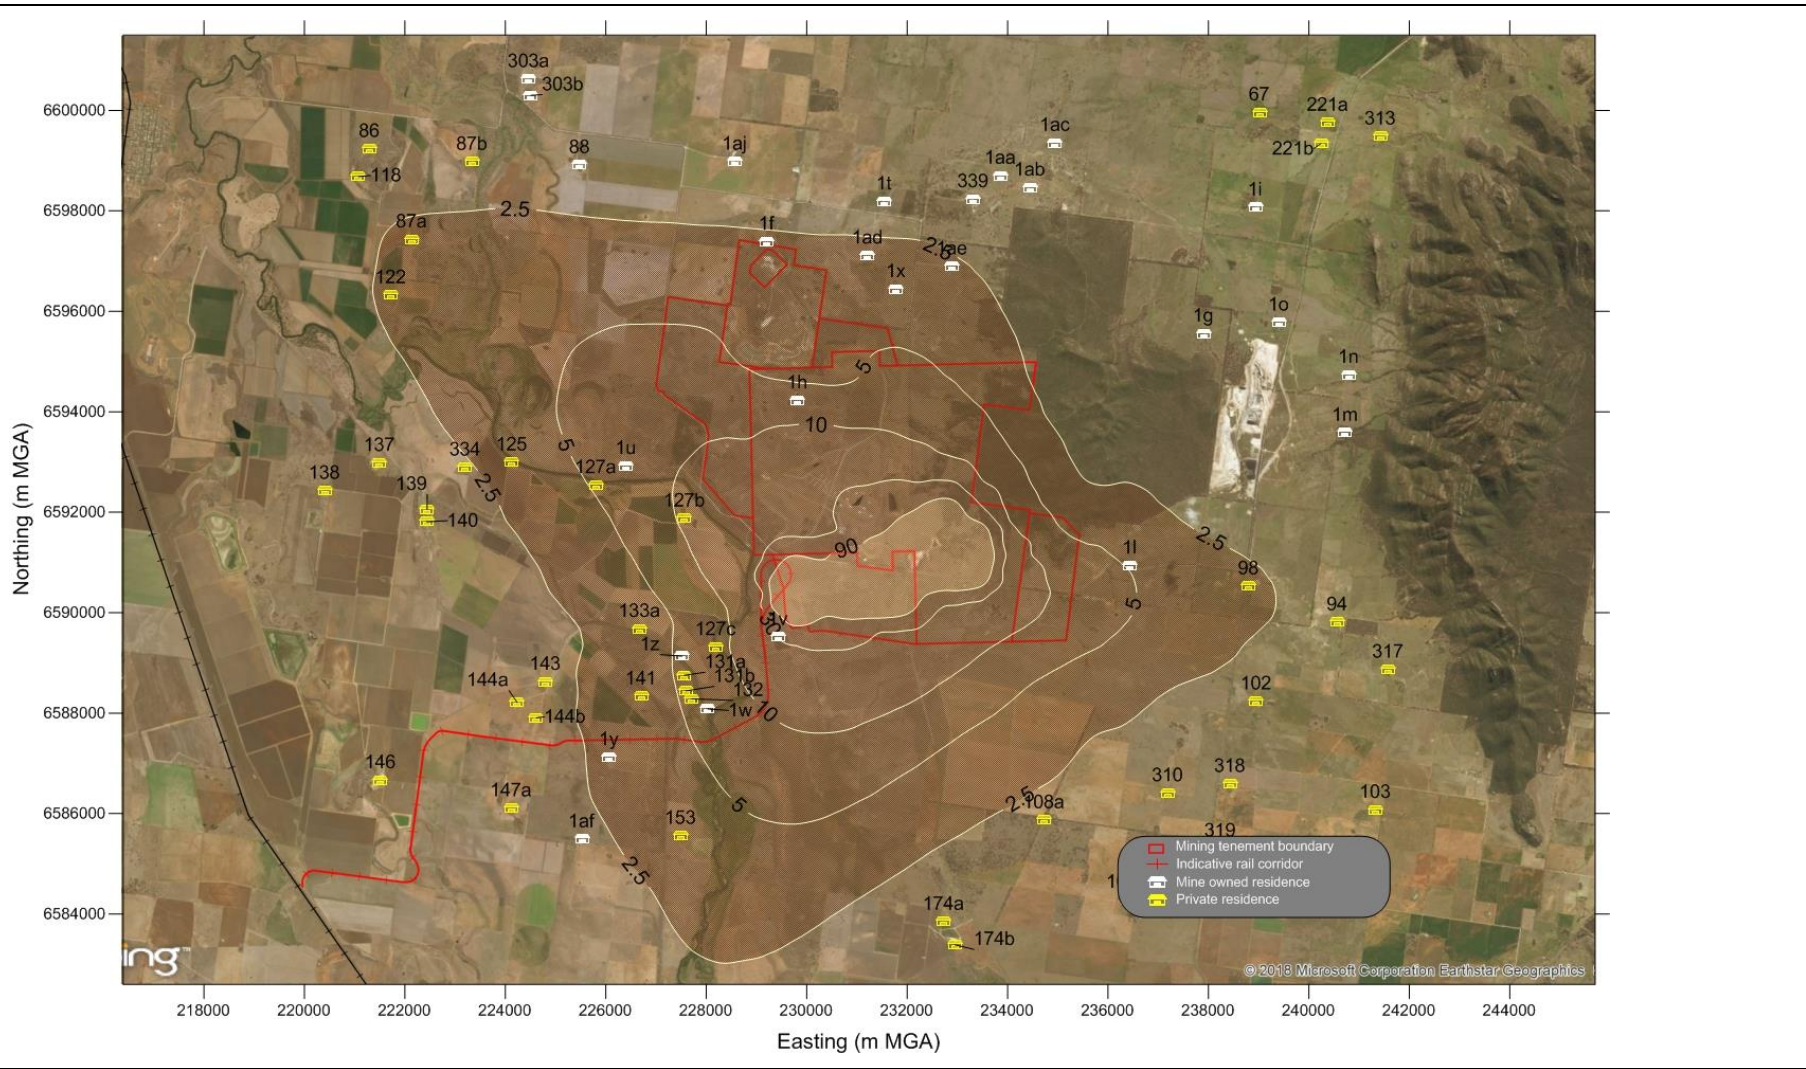 303a
303b
6600000
67
221a
313
86
87b
88
1aj
1ac
221b
118
1aa
1ab
339
1t
1i
6598000
2.5
87a
1f
1ad
2.5
1ae
122
1x
6596000
1g
1o
5
1n
1h
6594000
10
1m
137
334
125
5
1u
138
127a
139
2.5
127b
6592000
140
2.5
90
1l
98
6590000
133a
30
1v
5
94
127c
1z
131a
317
143
131b
144a
141
132
102
6588000
144b
1w
10
1y
146
310
318
147a
5
2.5
108a
103
6586000
1af
153
319
2.5
Mining tenement boundary
Indicative rail corridor
Mine owned residence
Private residence
6584000
174a
174b
ing™
© 2018 Microsoft Corporation Earthstar Geographics
218000 220000 222000 224000 226000 228000 230000 232000 234000 236000 238000 240000 242000 244000
Easting (m MGA)
Northing (m MGA)